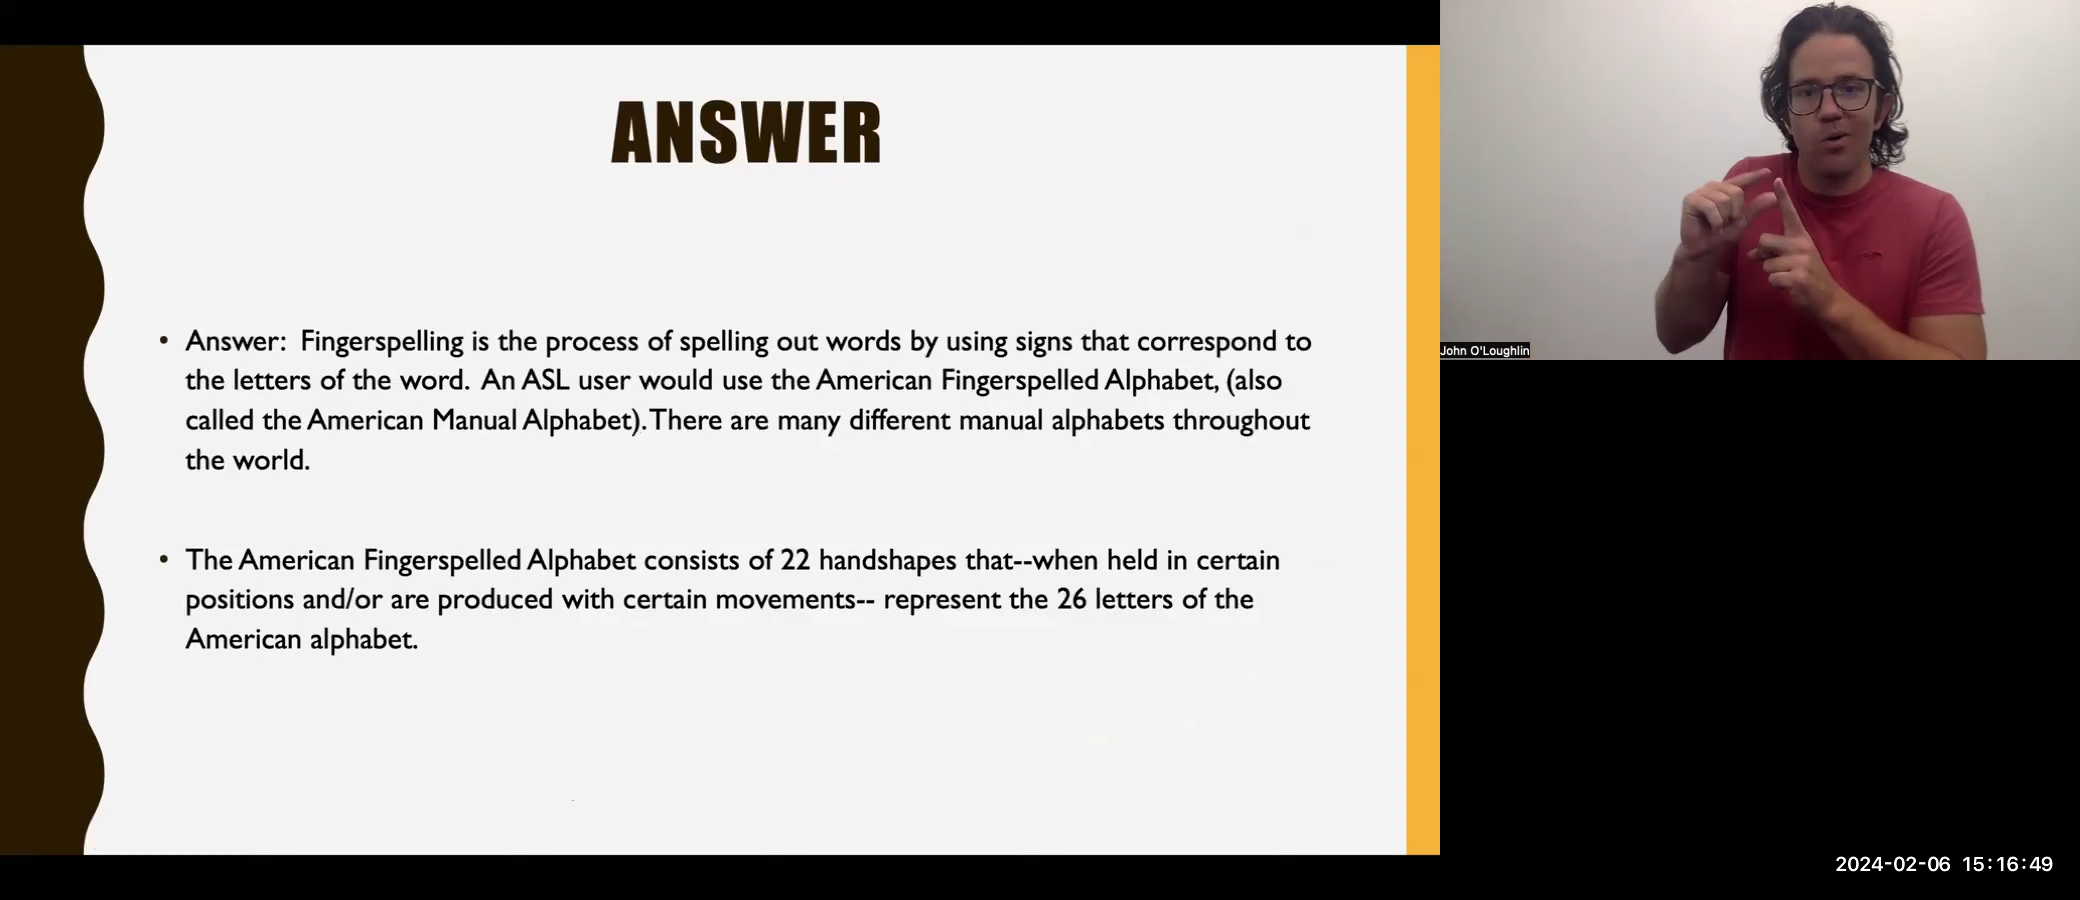 ANSWER
• Answer: Fingerspelling is the process of spelling out words by using signs that correspond to
the letters of the word. An ASL user would use the American Fingerspelled Alphabet, (also
called the American Manual Alphabet). There are many different manual alphabets throughout
the world.
• The American Fingerspelled Alphabet consists of 22 handshapes that--when held in certain
positions and/or are produced with certain movements-- represent the 26 letters of the
American alphabet.
John O'Loughlin
2024-02-06 15:16:49